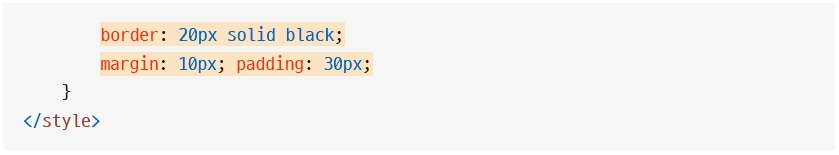 border: 20px solid black;
margin: 10px; padding: 30px;
}
</style>